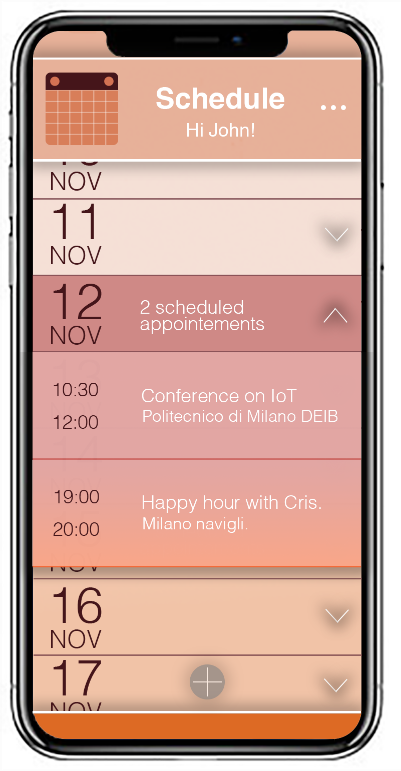 Schedule
Hi John!
NOV
11
NOV
12
NOV
2 scheduled
appointements
10:30
12:00
Conference on IoT
Politecnico di Milano DEIB
19:00
20:00
Happy hour with Cris.
Milano navigli.
NOV
16
NOV
17
NOV